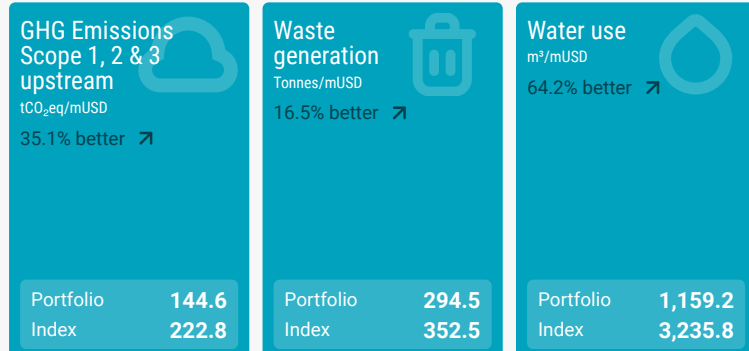 GHG Emissions
Scope 1, 2 & 3
upstream
tCO₂eq/mUSD
35.1% better
Portfolio 144.6
Index 222.8
Waste
generation
Tonnes/mUSD
16.5% better
Portfolio 294.5
Index 352.5
Water use
m³/mUSD
64.2% better
Portfolio 1,159.2
Index 3,235.8